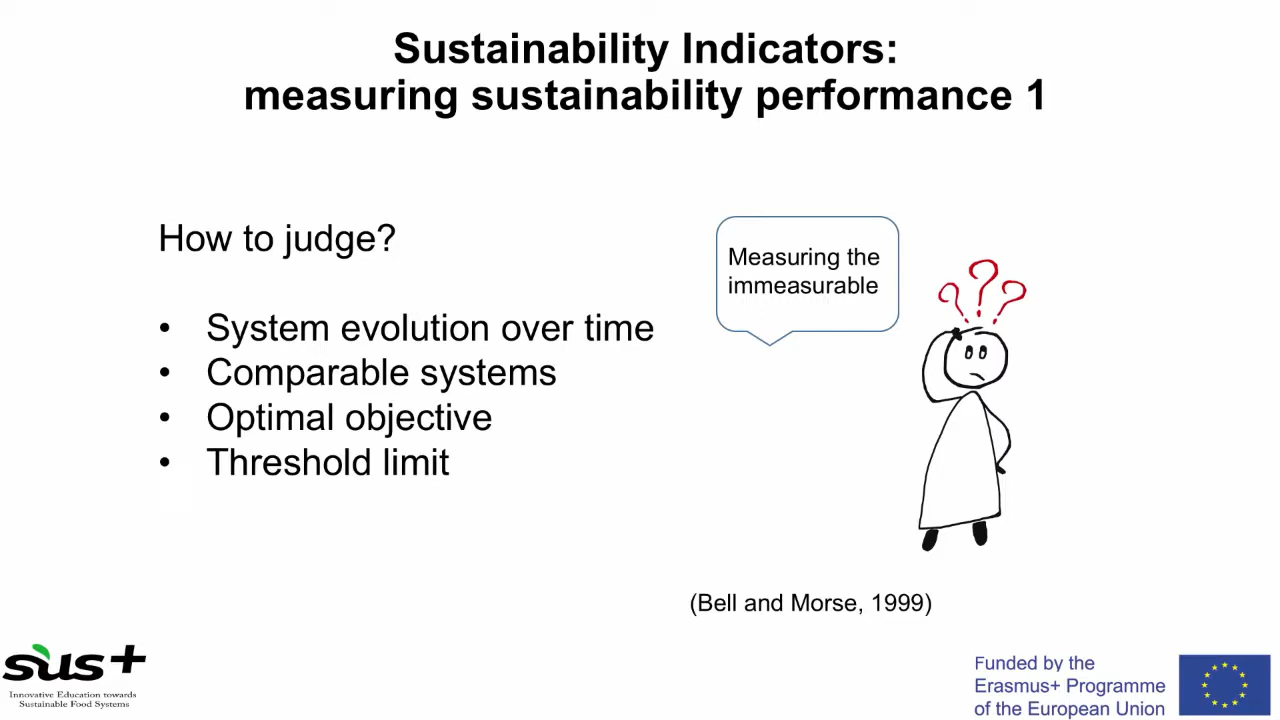 Sustainability Indicators:
measuring sustainability performance 1
How to judge?
• System evolution over time
• Comparable systems
• Optimal objective
• Threshold limit
Measuring the
immeasurable
? ? ?
(Bell and Morse, 1999)
sus+
Innovative Education towards
Sustainable Food Systems
Funded by the
Erasmus+ Programme
of the European Union